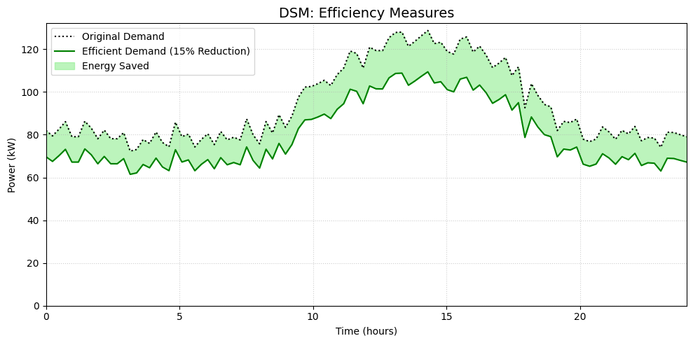 DSM: Efficiency Measures
Original Demand
Efficient Demand (15% Reduction)
Energy Saved
Power (kW)
120
100
80
60
40
20
0
0 5 10 15 20
Time (hours)